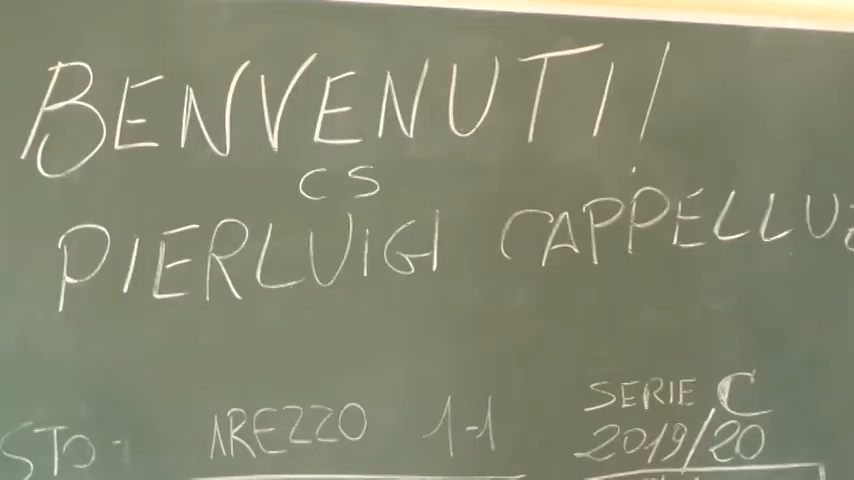 BENVENUTI!
CS
PIERLUIGI
AREZZO 1-1
SERIE C
2019/20